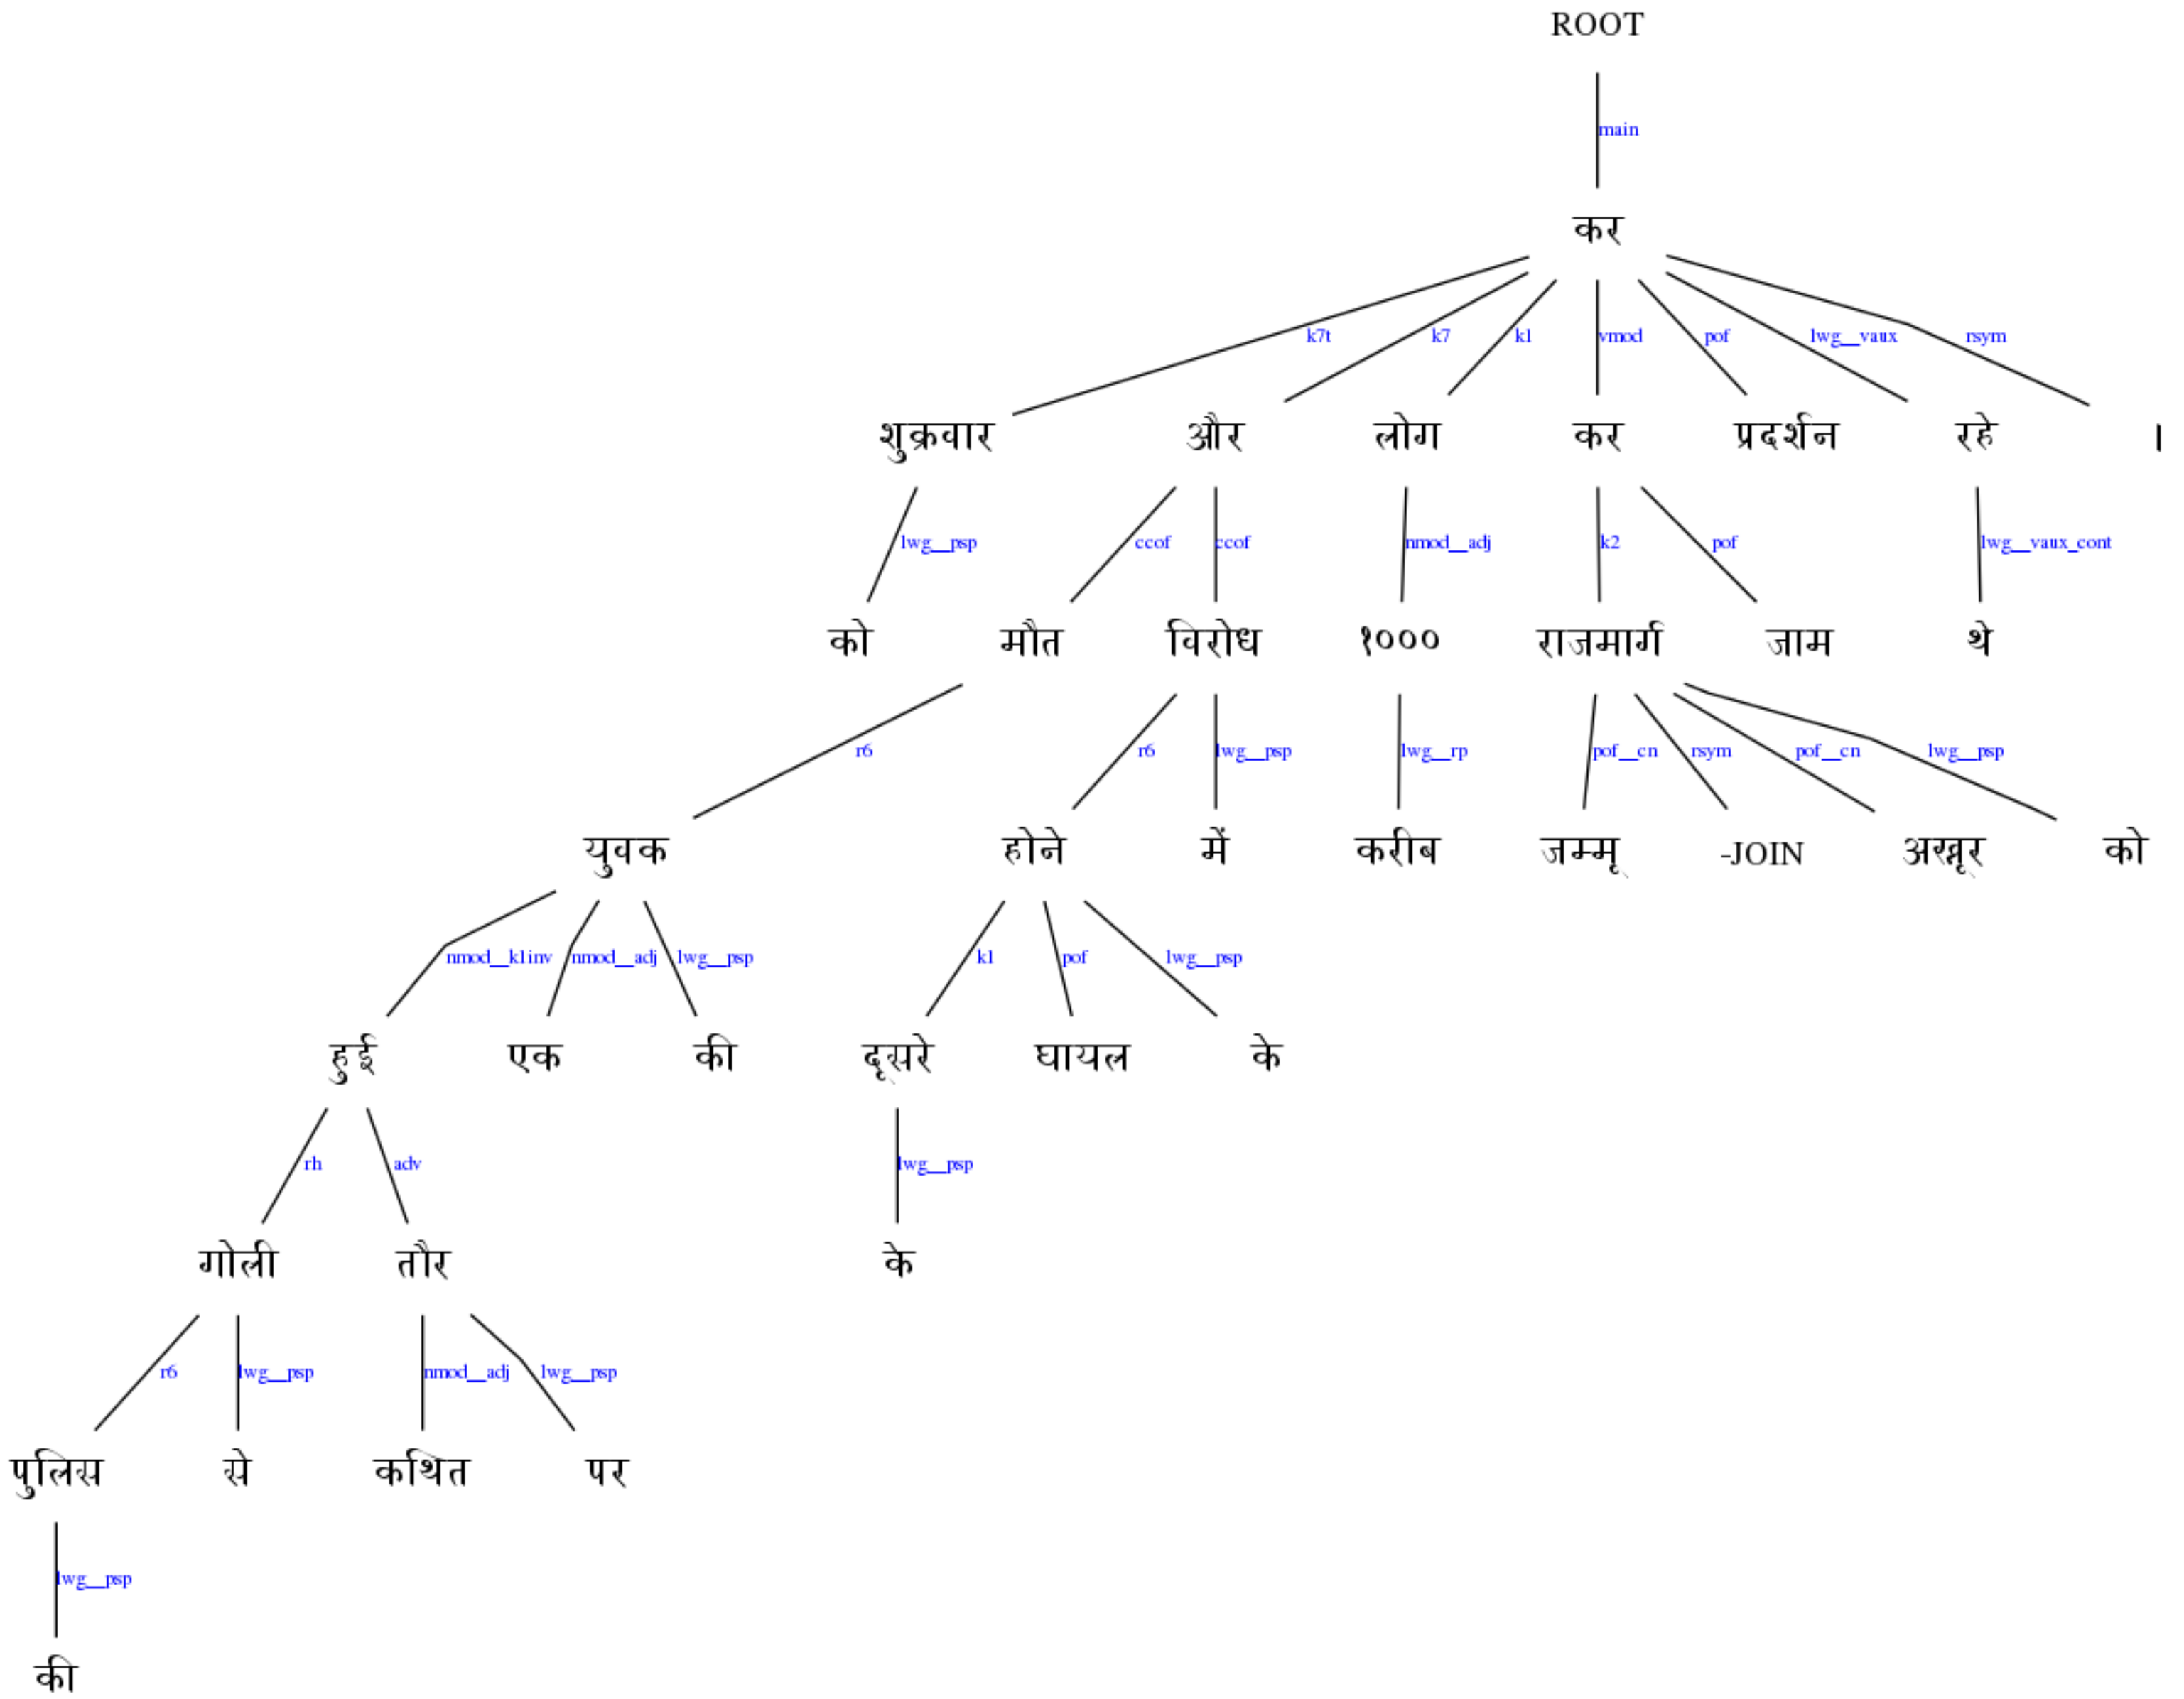 ROOT
main
कर
k7t k7 k1 vmod pof lwg__vaux rsym
शुक्रवार और लोग कर प्रदर्शन रहे ।
lwg__psp ccof ccof nmod__adj k2 pof lwg__vaux_cont
को मौत विरोध १००० राजमार्ग जाम थे
r6 r6 lwg__psp lwg__rp pof__cn rsym pof__cn lwg__psp
युवक होने में करीब जम्मू -JOIN अखनूर को
nmod__k1inv nmod__adj lwg__psp k1 pof lwg__psp
हुई एक की दूसरे घायल के
rh adv lwg__psp
गोली तौर के
r6 lwg__psp nmod__adj lwg__psp
पुलिस से कथित पर
lwg__psp
की